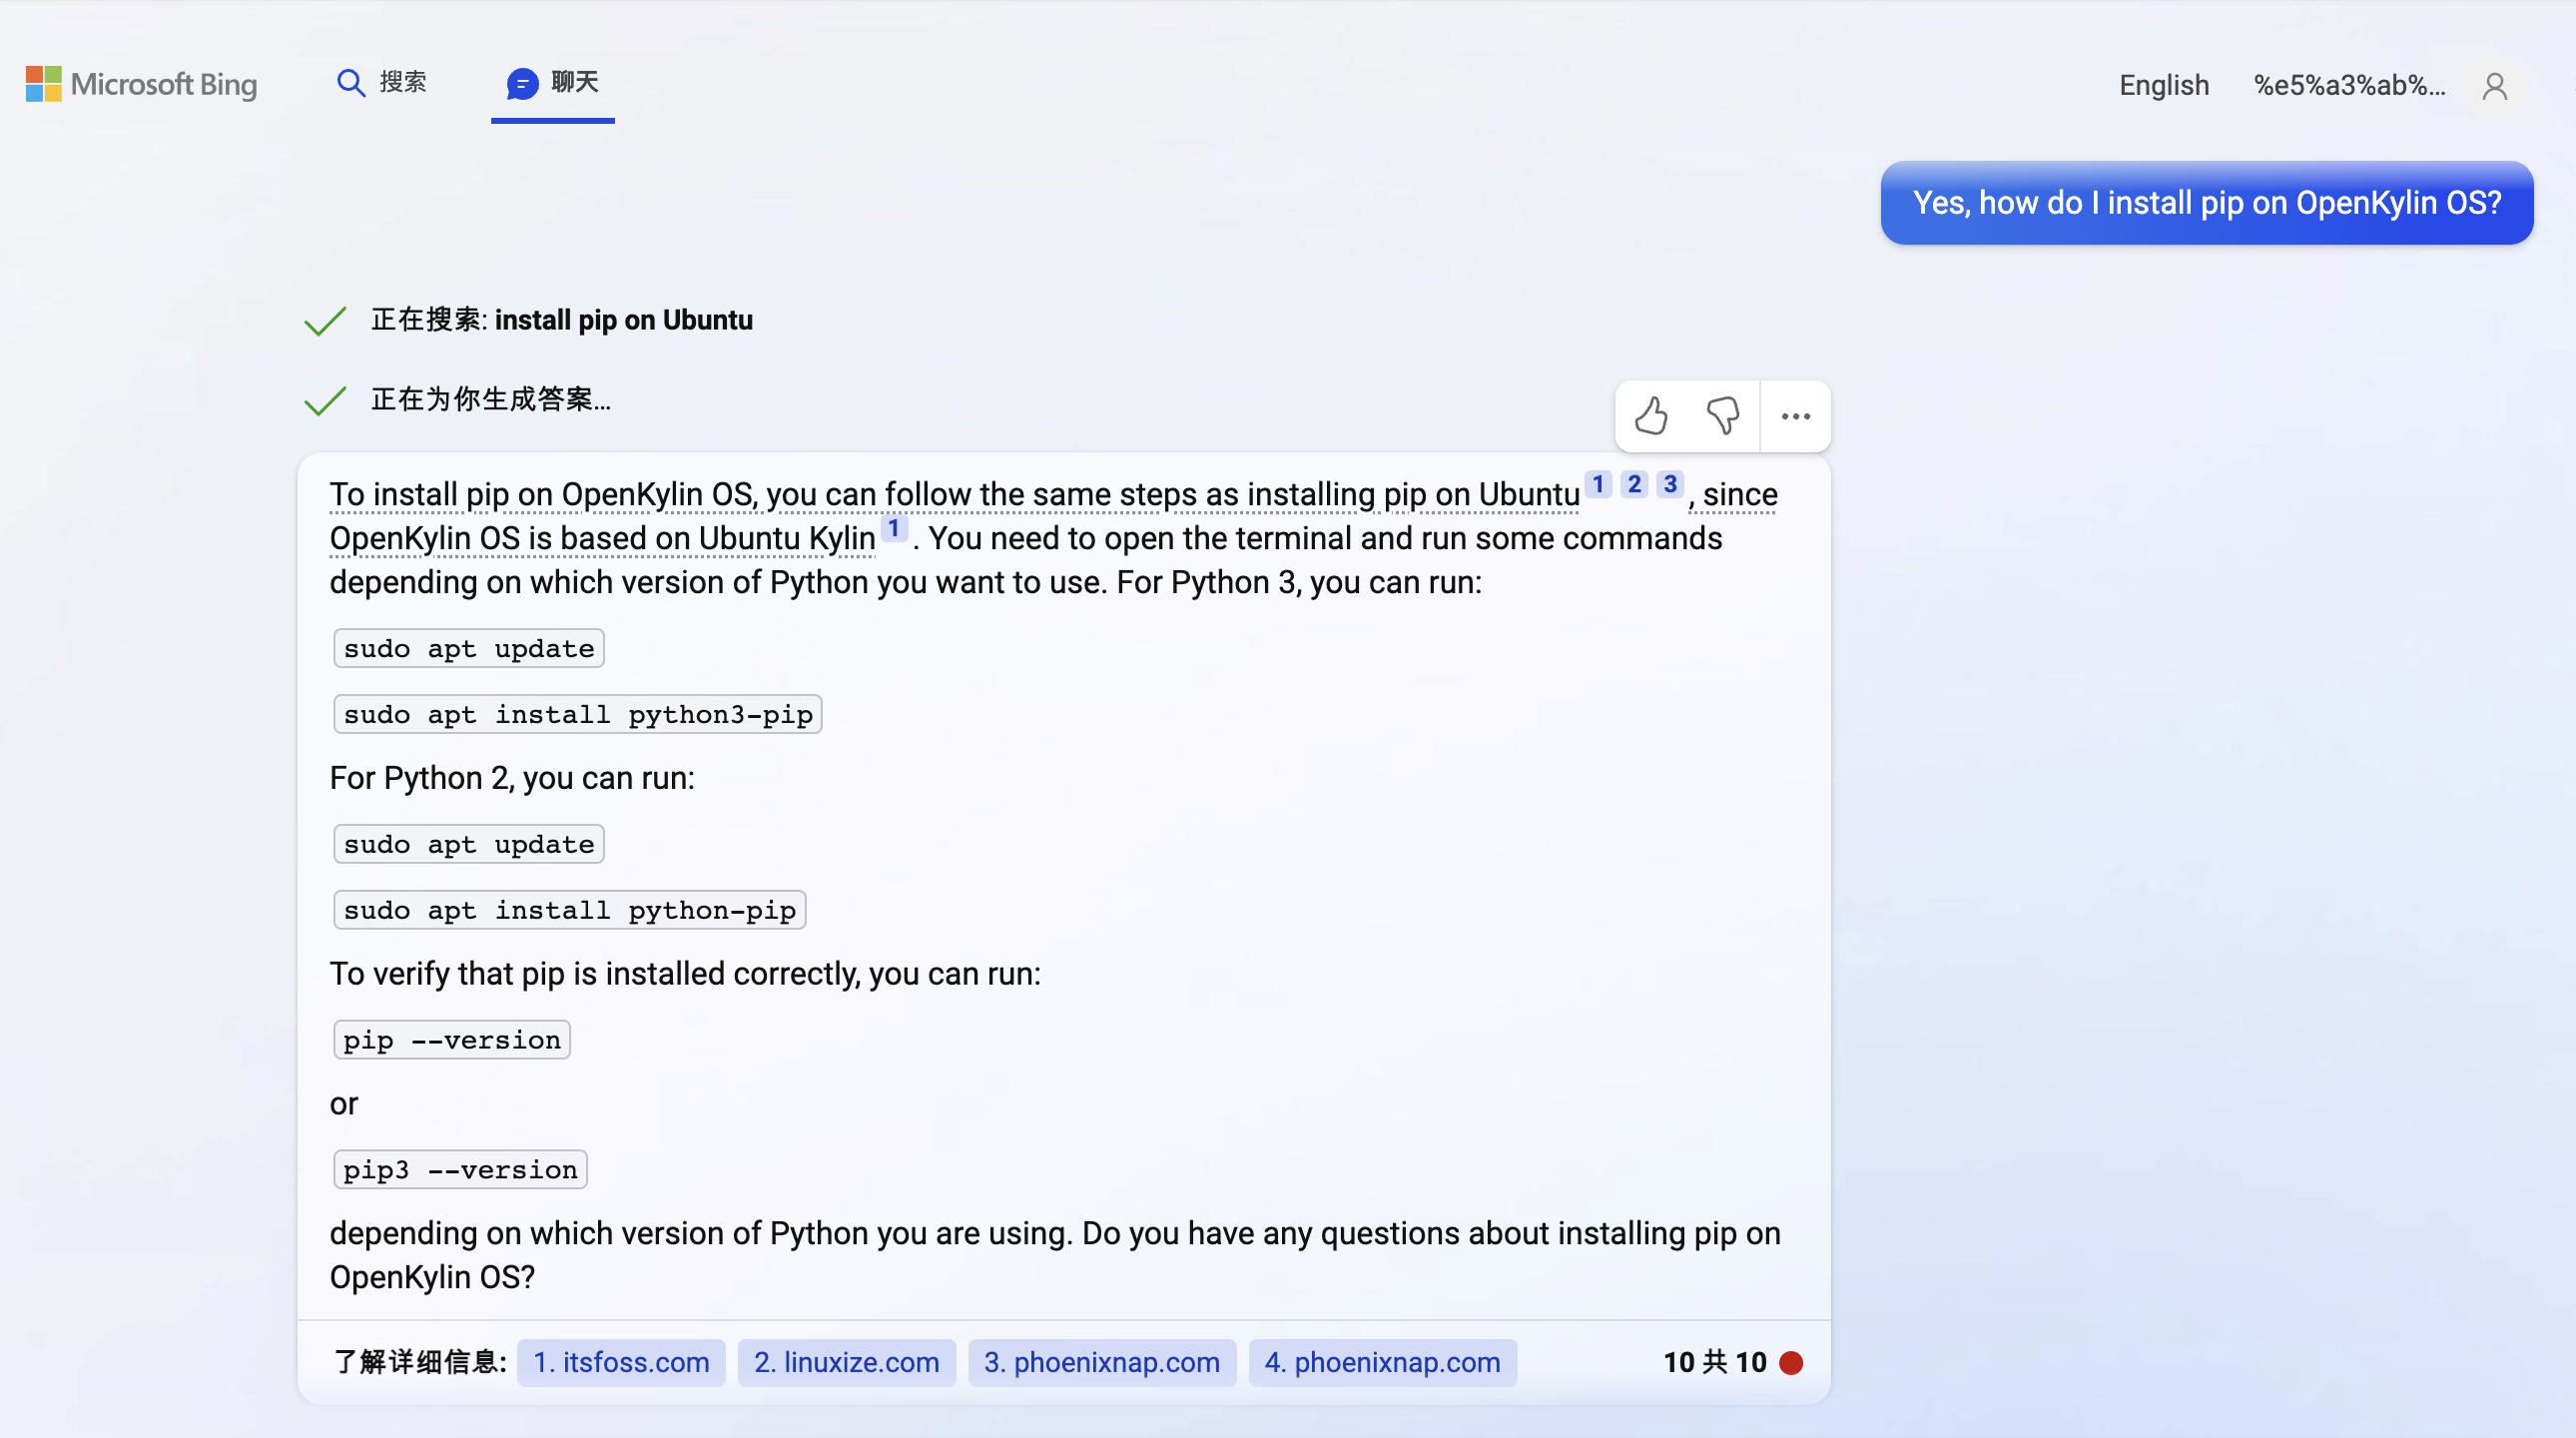 Microsoft Bing
搜索
聊天
English
%e5%a3%ab%...
Yes, how do I install pip on OpenKylin OS?
正在搜索: install pip on Ubuntu
正在为你生成答案...
To install pip on OpenKylin OS, you can follow the same steps as installing pip on Ubuntu 1 2 3 , since
OpenKylin OS is based on Ubuntu Kylin 1 . You need to open the terminal and run some commands
depending on which version of Python you want to use. For Python 3, you can run:
sudo apt update
sudo apt install python3-pip
For Python 2, you can run:
sudo apt update
sudo apt install python-pip
To verify that pip is installed correctly, you can run:
pip --version
or
pip3 --version
depending on which version of Python you are using. Do you have any questions about installing pip on
OpenKylin OS?
了解详细信息: 1. itsfoss.com 2. linuxize.com 3. phoenixnap.com 4. phoenixnap.com 10 共 10